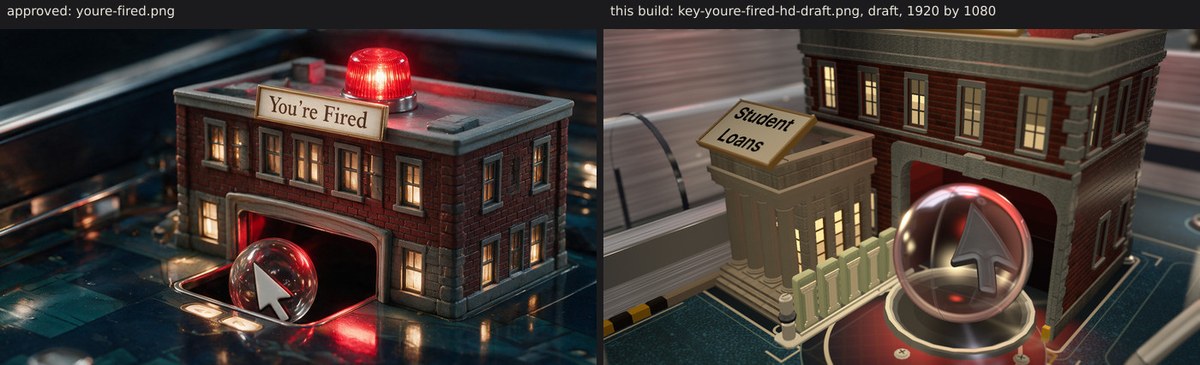 approved: youre-fired.png
this build: key-youre-fired-hd-draft.png, draft, 1920 by 1080
You're Fired
Student
Loans